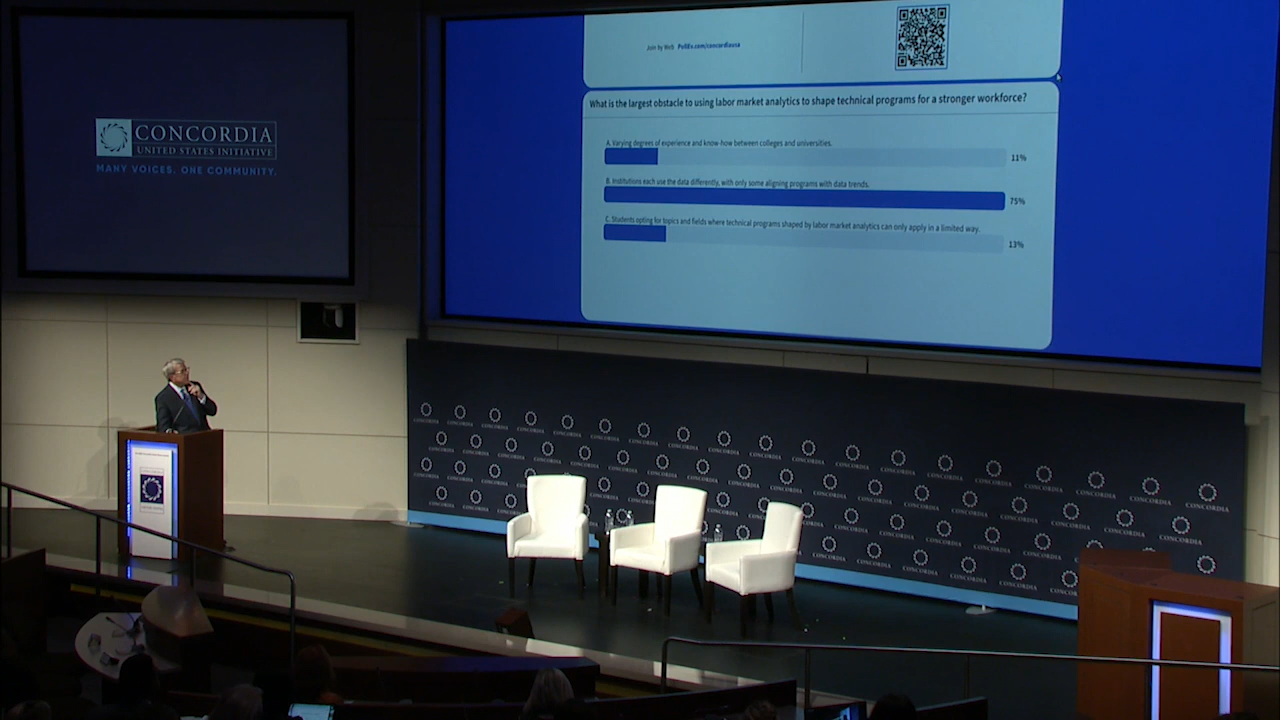 CONCORDIA
UNITED STATES INITIATIVE
MANY VOICES. ONE COMMUNITY.
Join by Web PollEv.com/concordiausa
What is the largest obstacle to using labor market analytics to shape technical programs for a stronger workforce?
A. Varying degrees of experience and know-how between colleges and universities.
11%
B. Institutions each use the data differently, with only some aligning programs with data trends.
75%
C. Students opting for topics and fields where technical programs shaped by labor market analytics can only apply in a limited way.
13%
CONCORDIA